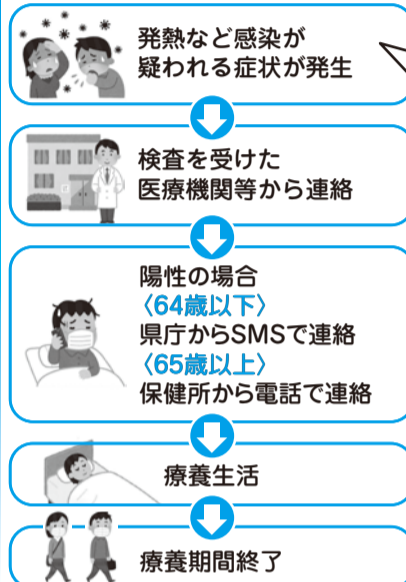 発熱など感染が
疑われる症状が発生
検査を受けた
医療機関等から連絡
陽性の場合
〈64歳以下〉
県庁からSMSで連絡
〈65歳以上〉
保健所から電話で連絡
療養生活
療養期間終了